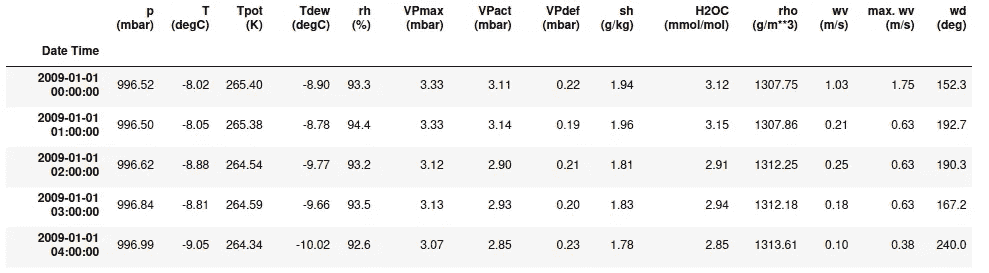 p T Tpot Tdew rh VPmax VPact VPdef sh H2OC rho wv max. wv wd
(mbar) (degC) (K) (degC) (%) (mbar) (mbar) (mbar) (g/kg) (mmol/mol) (g/m**3) (m/s) (m/s) (deg)
Date Time
2009-01-01
00:00:00 996.52 -8.02 265.40 -8.90 93.3 3.33 3.11 0.22 1.94 3.12 1307.75 1.03 1.75 152.3
2009-01-01
01:00:00 996.50 -8.05 265.38 -8.78 94.4 3.33 3.14 0.19 1.96 3.15 1307.86 0.21 0.63 192.7
2009-01-01
02:00:00 996.62 -8.88 264.54 -9.77 93.2 3.12 2.90 0.21 1.81 2.91 1312.25 0.25 0.63 190.3
2009-01-01
03:00:00 996.84 -8.81 264.59 -9.66 93.5 3.13 2.93 0.20 1.83 2.94 1312.18 0.18 0.63 167.2
2009-01-01
04:00:00 996.99 -9.05 264.34 -10.02 92.6 3.07 2.85 0.23 1.78 2.85 1313.61 0.10 0.38 240.0